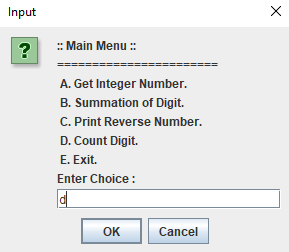 Input
:: Main Menu ::
=======================
A. Get Integer Number.
B. Summation of Digit.
C. Print Reverse Number.
D. Count Digit.
E. Exit.
Enter Choice :
d
OK Cancel